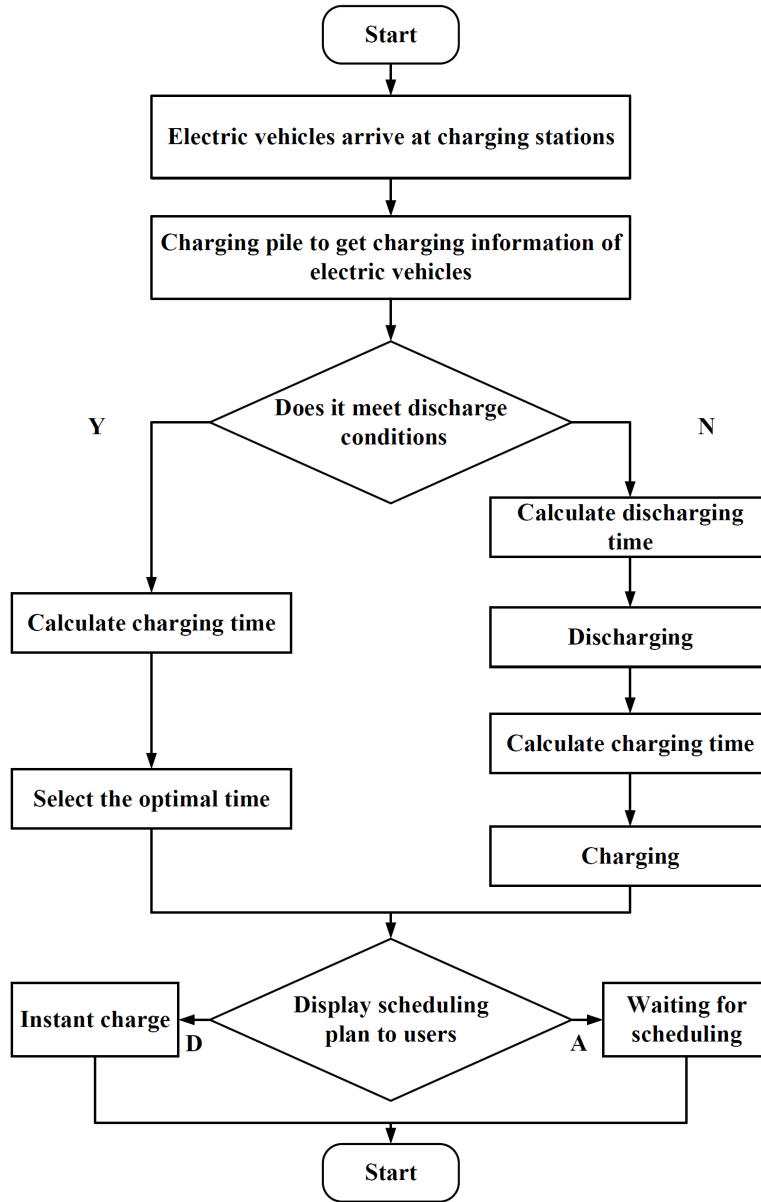 Start
Electric vehicles arrive at charging stations
Charging pile to get charging information of
electric vehicles
Does it meet discharge
conditions
Y
N
Calculate discharging
time
Calculate charging time
Discharging
Calculate charging time
Select the optimal time
Charging
Display scheduling
plan to users
Instant charge
D
A
Waiting for
scheduling
Start